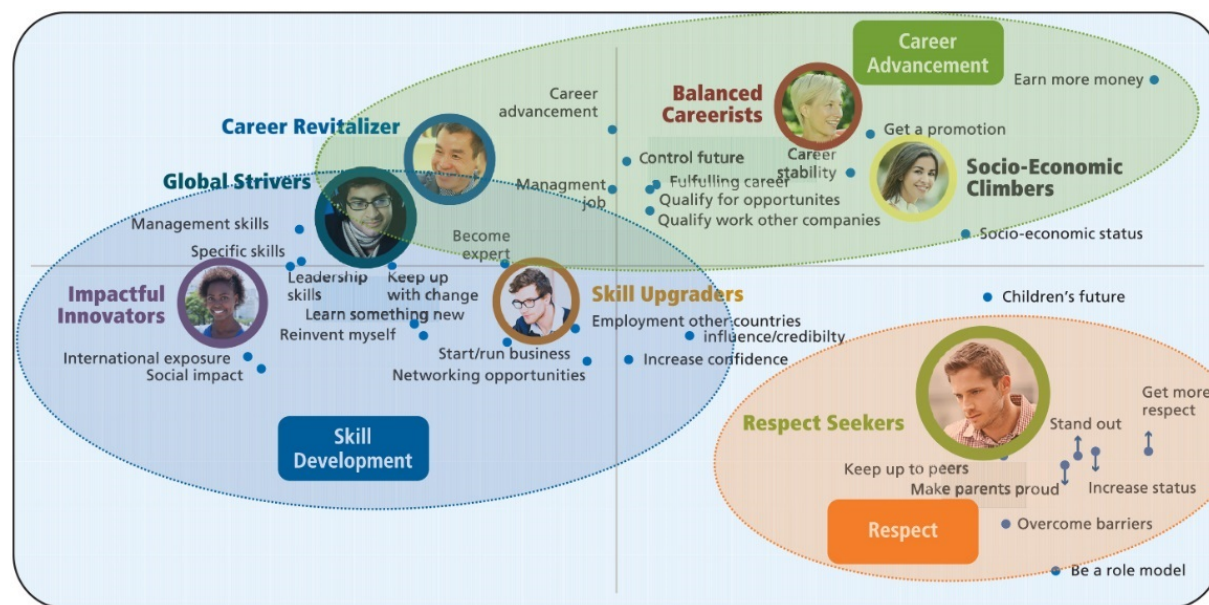 Career
Advancement
Earn more money
Balanced
Careerists
Career
advancement
Career Revitalizer
Get a promotion
Control future
Career
stability
Socio-Economic
Climbers
Global Strivers
Managment
job
Fulfulling career
Qualify for opportunites
Qualify work other companies
Management skills
Socio-economic status
Become
expert
Specific skills
Leadership
skills
Keep up
with change
Impactful
Innovators
Skill Upgraders
Children's future
Learn something new
Reinvent myself
Employment other countries
influence/credibilty
International exposure
Social impact
Start/run business
Networking opportunities
Increase confidence
Get more
respect
Respect Seekers
Stand out
Skill
Development
Keep up to peers
Make parents proud
Increase status
Respect
Overcome barriers
Be a role model